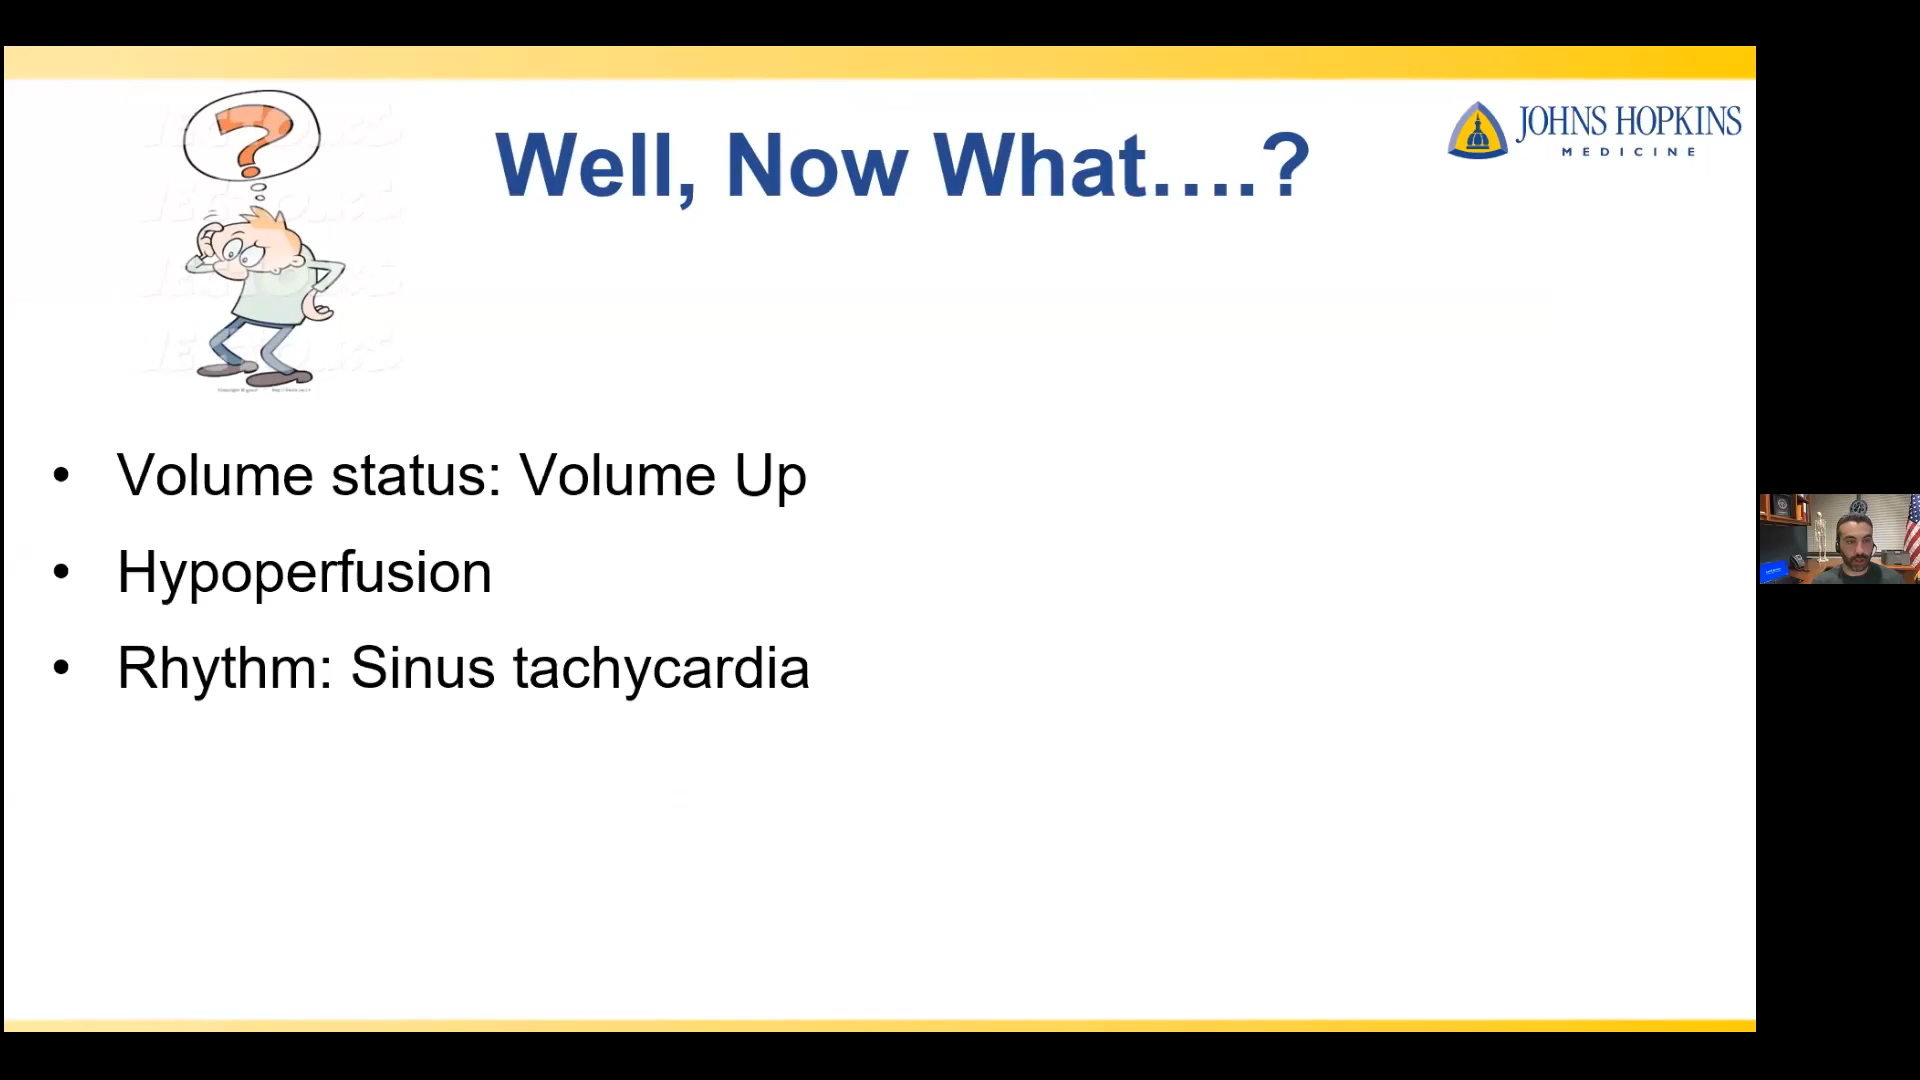 ?
Well, Now What....?
JOHNS HOPKINS
MEDICINE
• Volume status: Volume Up
• Hypoperfusion
• Rhythm: Sinus tachycardia